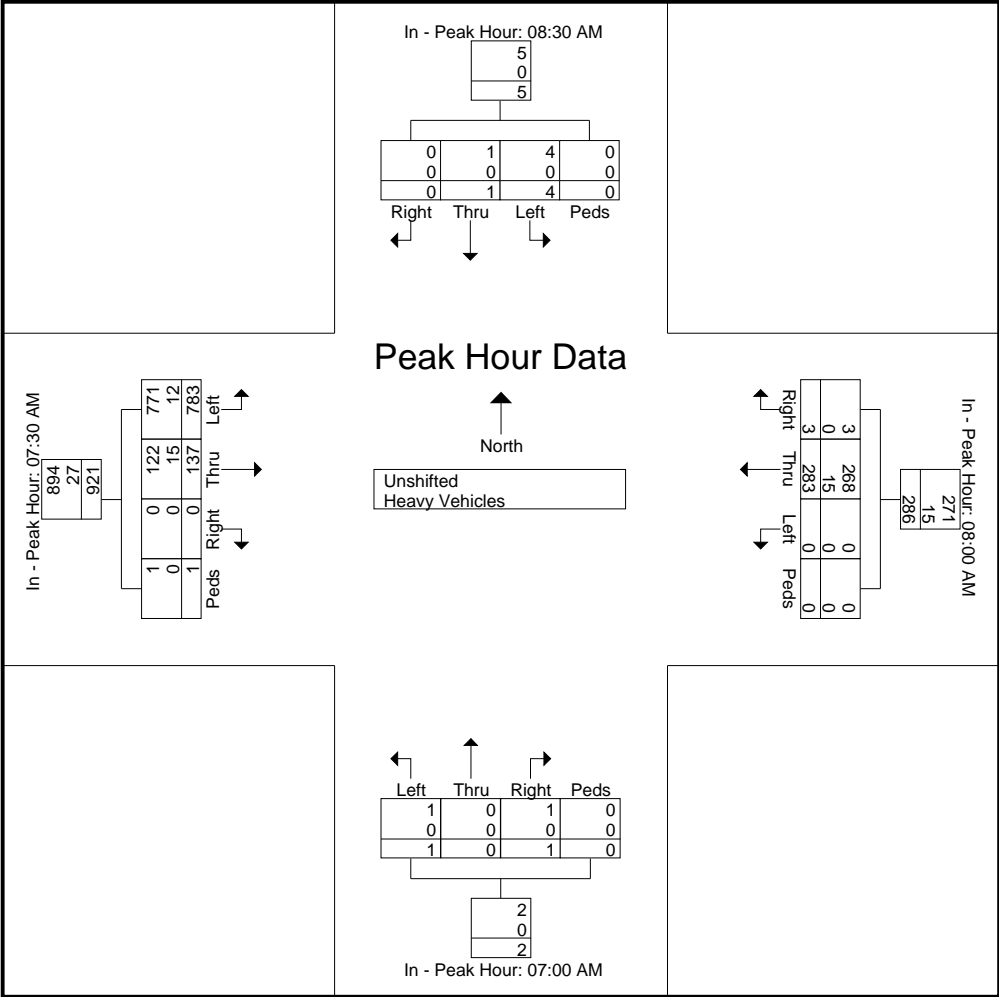 In - Peak Hour: 08:30 AM
5
0
5
0 1 4 0
0 0 0 0
0 1 4 0
Right Thru Left Peds
Peak Hour Data
North
Unshifted
Heavy Vehicles
In - Peak Hour: 07:30 AM
894
27
921
771 122 0 1
12 15 0 0
783 137 0 1
Left Thru Right Peds
In - Peak Hour: 08:00 AM
271
15
286
3 268 0 0
0 15 0 0
3 283 0 0
Right Thru Left Peds
Left Thru Right Peds
1 0 1 0
0 0 0 0
1 0 1 0
2
0
2
In - Peak Hour: 07:00 AM